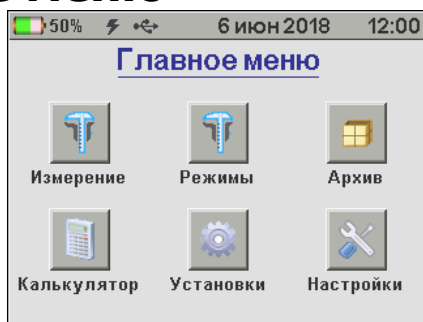 50% 6 июн 2018 12:00
Главное меню
Измерение Режимы Архив
Калькулятор Установки Настройки